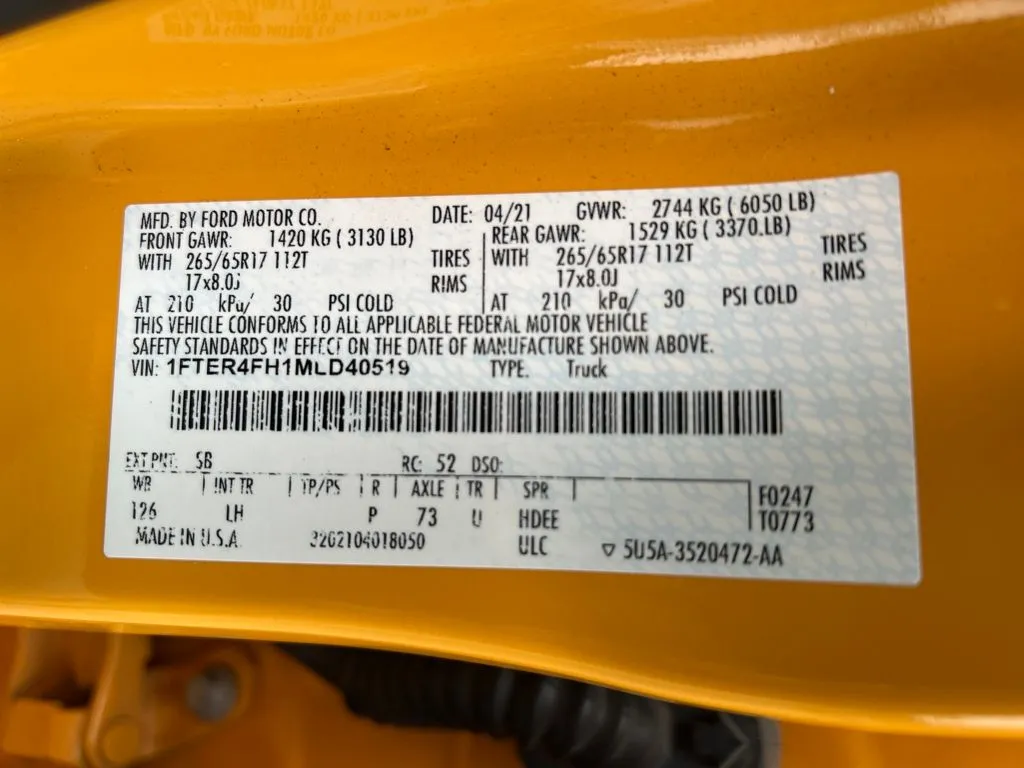 MFD. BY FORD MOTOR CO. DATE: 04/21 GVWR: 2744 KG ( 6050 LB)
FRONT GAWR: 1420 KG ( 3130 LB) REAR GAWR: 1529 KG ( 3370.LB)
WITH 265/65R17 112T TIRES WITH 265/65R17 112T TIRES
17x8.0J RIMS 17x8.0J RIMS
AT 210 kPa/ 30 PSI COLD AT 210 kPa/ 30 PSI COLD
THIS VEHICLE CONFORMS TO ALL APPLICABLE FEDERAL MOTOR VEHICLE
SAFETY STANDARDS IN EFFECT ON THE DATE OF MANUFACTURE SHOWN ABOVE.
VIN: 1FTER4FH1MLD40519 TYPE. Truck
EXT PNT: SB RC: 52 DSO:
WB INT TR TP/PS R AXLE TR SPR F0247
126 LH P 73 U HDEE T0773
MADE IN U.S.A. ULC ▽ 5U5A-3520472-AA